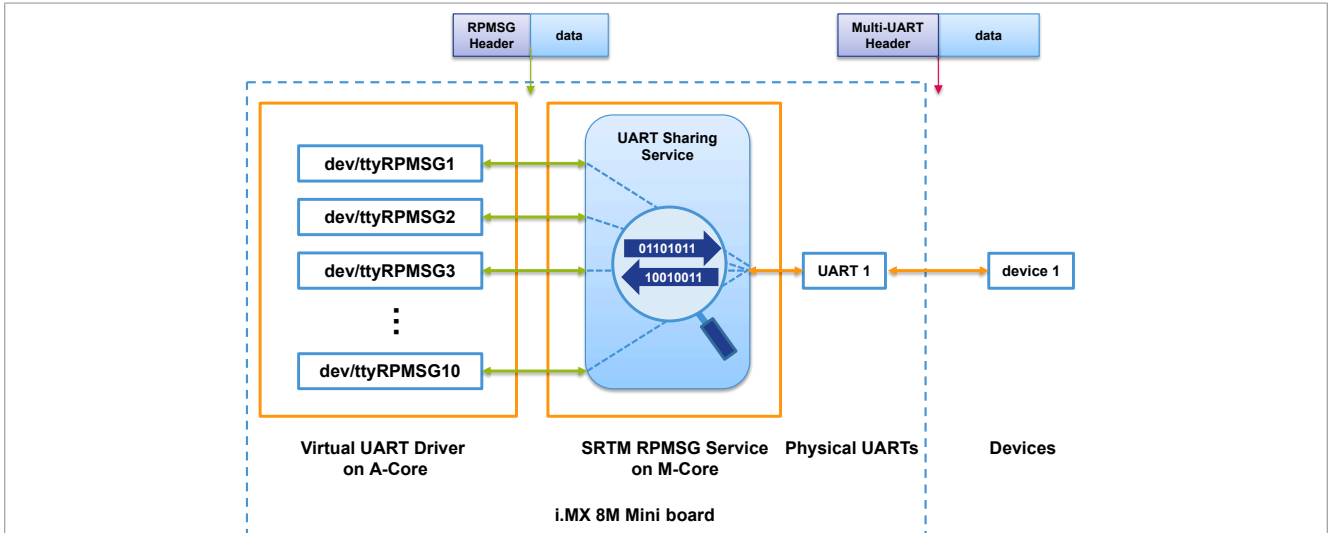 RPMSG
Header
data
Multi-UART
Header
data
UART Sharing
Service
dev/ttyRPMSG1
dev/ttyRPMSG2
dev/ttyRPMSG3
⋮
dev/ttyRPMSG10
01101011
10010011
UART 1
device 1
Virtual UART Driver
on A-Core
SRTM RPMSG Service
on M-Core
Physical UARTs
Devices
i.MX 8M Mini board